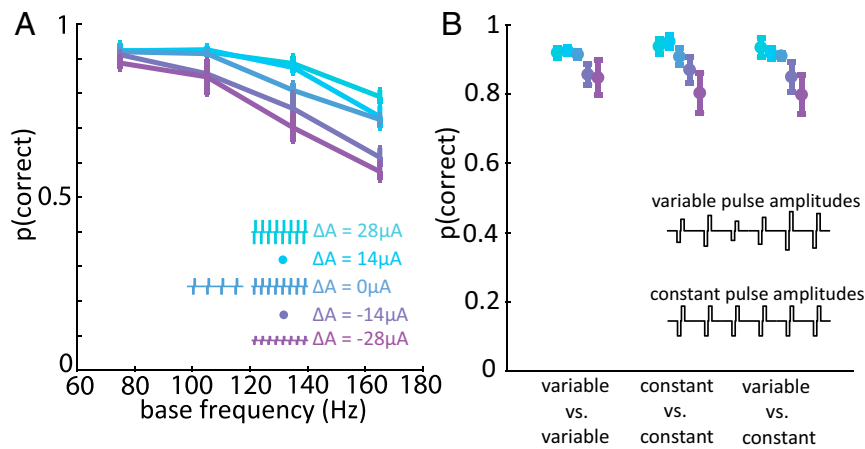 A
1
0.5
0
p(correct)
60
80
100
120
140
160
180
base frequency (Hz)
ΔA = 28µA
ΔA = 14µA
ΔA = 0µA
ΔA = -14µA
ΔA = -28µA
B
1
0.8
0.6
0.4
0.2
0
p(correct)
variable pulse amplitudes
constant pulse amplitudes
variable
vs.
variable
constant
vs.
constant
variable
vs.
constant